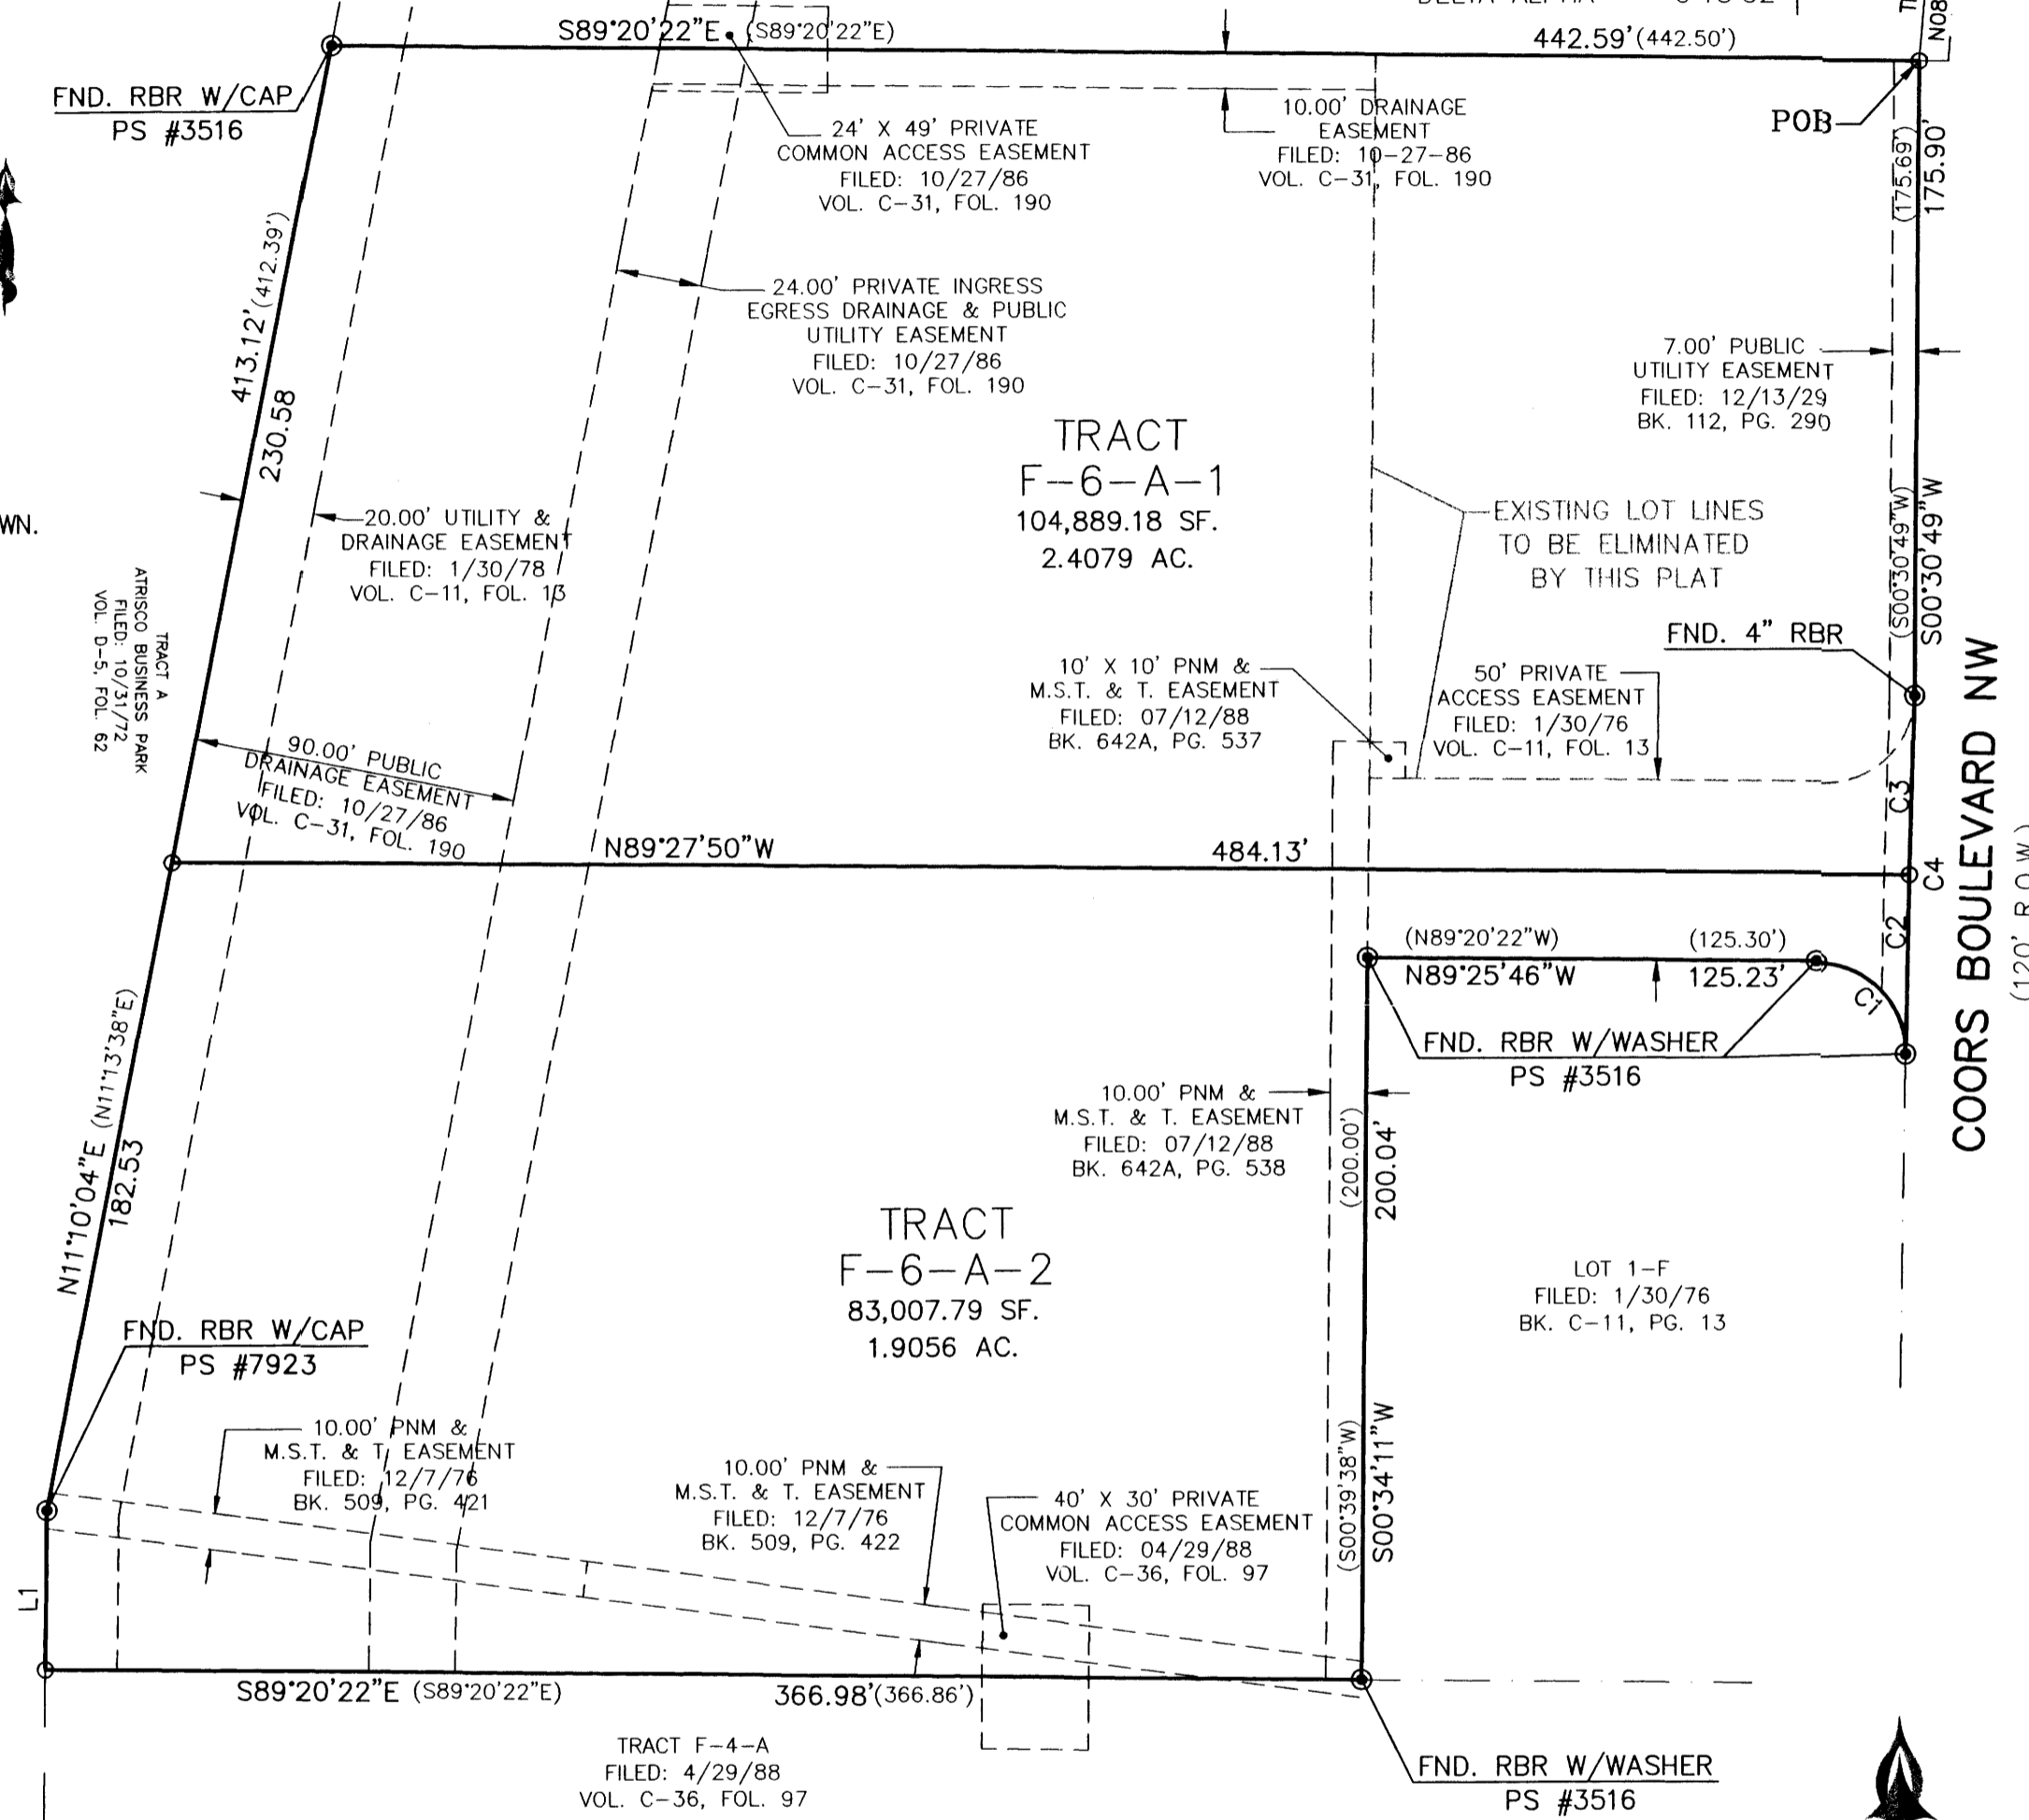 S89°20'22"E (S89°20'22"E)
442.59' (442.50')
FND. RBR W/CAP
PS #3516
POB
24' X 49' PRIVATE
COMMON ACCESS EASEMENT
FILED: 10/27/86
VOL. C-31, FOL. 190
10.00' DRAINAGE
EASEMENT
FILED: 10-27-86
VOL. C-31, FOL. 190
(175.69')
175.90'
413.12' (412.39')
230.58
24.00' PRIVATE INGRESS
EGRESS DRAINAGE & PUBLIC
UTILITY EASEMENT
FILED: 10/27/86
VOL. C-31, FOL. 190
7.00' PUBLIC
UTILITY EASEMENT
FILED: 12/13/29
BK. 112, PG. 290
TRACT
F-6-A-1
104,889.18 SF.
2.4079 AC.
WN.
20.00' UTILITY &
DRAINAGE EASEMENT
FILED: 1/30/78
VOL. C-11, FOL. 13
EXISTING LOT LINES
TO BE ELIMINATED
BY THIS PLAT
(S00°30'49"W)
S00°30'49"W
FND. 4" RBR
TRACT A
ATRISCO BUSINESS PARK
FILED: 10/31/72
VOL. D-5, FOL. 62
10' X 10' PNM &
M.S.T. & T. EASEMENT
FILED: 07/12/88
BK. 642A, PG. 537
50' PRIVATE
ACCESS EASEMENT
FILED: 1/30/76
VOL. C-11, FOL. 13
90.00' PUBLIC
DRAINAGE EASEMENT
FILED: 10/27/86
VOL. C-31, FOL. 190
C3
N89°27'50"W
484.13'
C4
COORS BOULEVARD NW
(120' R.O.W.)
C2
(N89°20'22"W)
(125.30')
N89°25'46"W
125.23'
C1
FND. RBR W/WASHER
PS #3516
N11°10'04"E (N11°13'38"E)
182.53
10.00' PNM &
M.S.T. & T. EASEMENT
FILED: 07/12/88
BK. 642A, PG. 538
(200.00')
200.04'
TRACT
F-6-A-2
83,007.79 SF.
1.9056 AC.
LOT 1-F
FILED: 1/30/76
BK. C-11, PG. 13
FND. RBR W/CAP
PS #7923
10.00' PNM &
M.S.T. & T. EASEMENT
FILED: 12/7/76
BK. 509, PG. 421
10.00' PNM &
M.S.T. & T. EASEMENT
FILED: 12/7/76
BK. 509, PG. 422
40' X 30' PRIVATE
COMMON ACCESS EASEMENT
FILED: 04/29/88
VOL. C-36, FOL. 97
(S00°39'38"W)
S00°34'11"W
L1
S89°20'22"E (S89°20'22"E)
366.98' (366.86')
TRACT F-4-A
FILED: 4/29/88
VOL. C-36, FOL. 97
FND. RBR W/WASHER
PS #3516